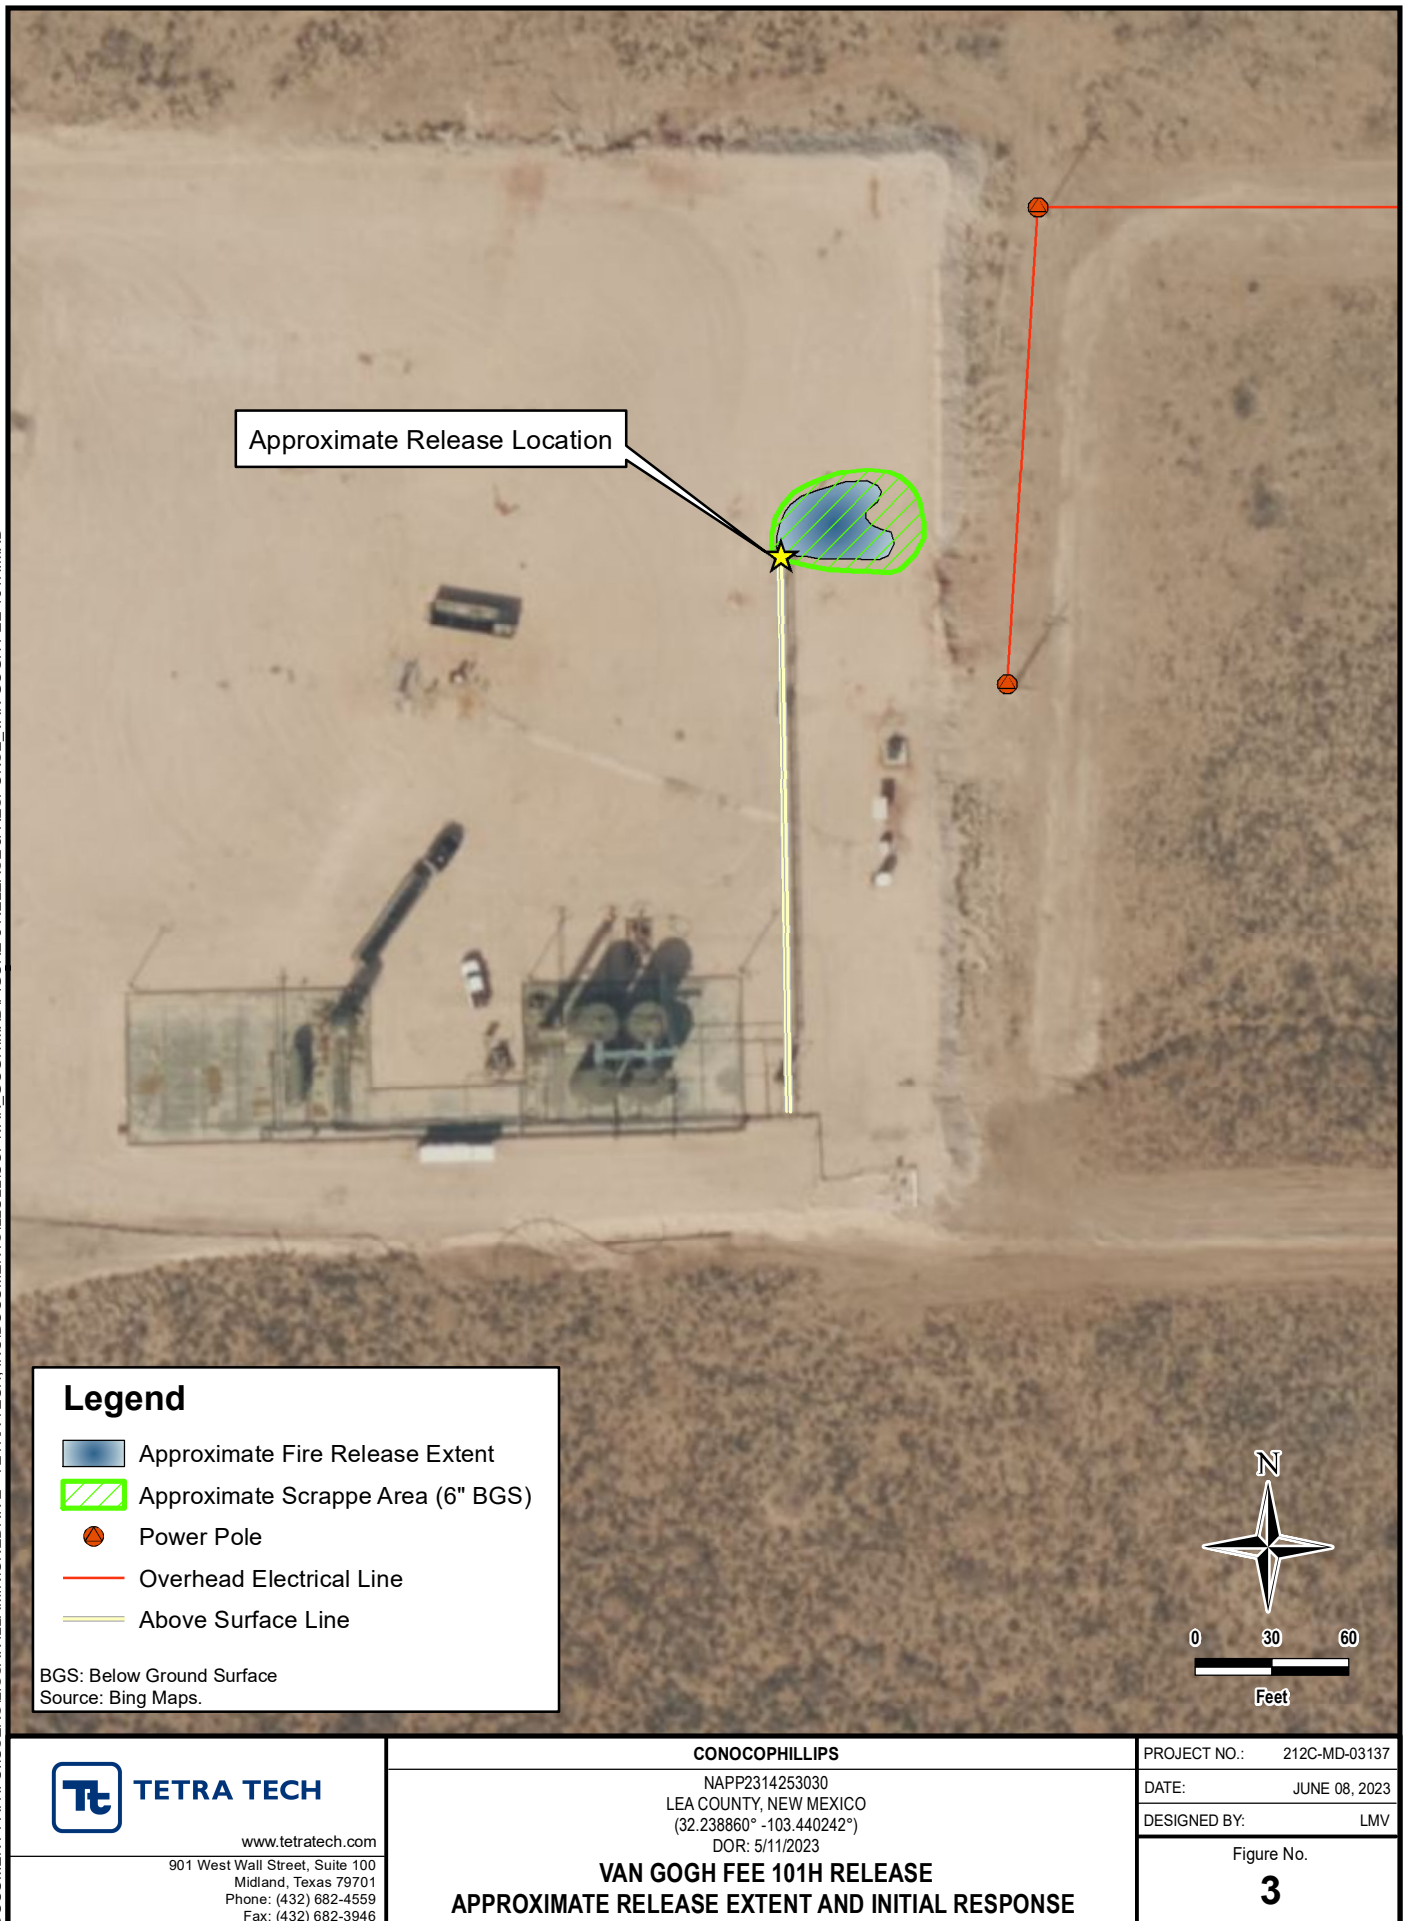 Approximate Release Location
Legend
Approximate Fire Release Extent
Approximate Scrappe Area (6" BGS)
Power Pole
Overhead Electrical Line
Above Surface Line
BGS: Below Ground Surface
Source: Bing Maps.
N
0 30 60
Feet
Tt TETRA TECH
www.tetratech.com
901 West Wall Street, Suite 100
Midland, Texas 79701
Phone: (432) 682-4559
Fax: (432) 682-3946
CONOCOPHILLIPS
NAPP2314253030
LEA COUNTY, NEW MEXICO
(32.238860° -103.440242°)
DOR: 5/11/2023
VAN GOGH FEE 101H RELEASE
APPROXIMATE RELEASE EXTENT AND INITIAL RESPONSE
PROJECT NO.: 212C-MD-03137
DATE: JUNE 08, 2023
DESIGNED BY: LMV
Figure No.
3